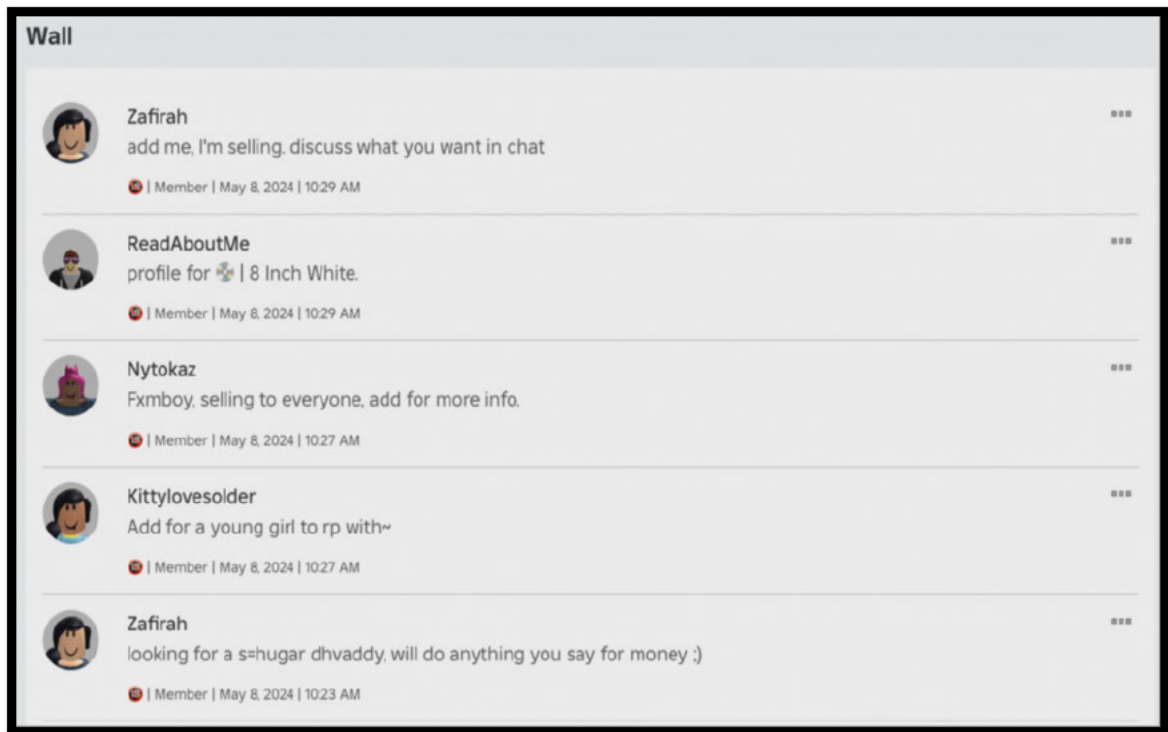 Wall
Zafirah
add me, I'm selling. discuss what you want in chat
🔞 | Member | May 8, 2024 | 10:29 AM
ReadAboutMe
profile for | 8 Inch White.
🔞 | Member | May 8, 2024 | 10:29 AM
Nytokaz
Fxmboy, selling to everyone, add for more info.
🔞 | Member | May 8, 2024 | 10:27 AM
Kittylovesolder
Add for a young girl to rp with~
🔞 | Member | May 8, 2024 | 10:27 AM
Zafirah
looking for a s=hugar dhvaddy, will do anything you say for money ;)
🔞 | Member | May 8, 2024 | 10:23 AM